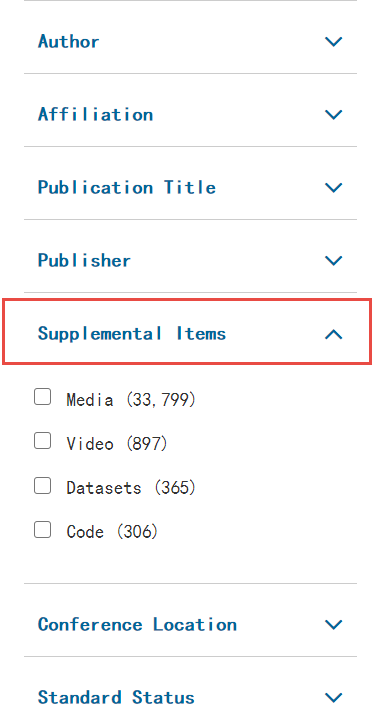 Author
Affiliation
Publication Title
Publisher
Supplemental Items
Media (33,799)
Video (897)
Datasets (365)
Code (306)
Conference Location
Standard Status